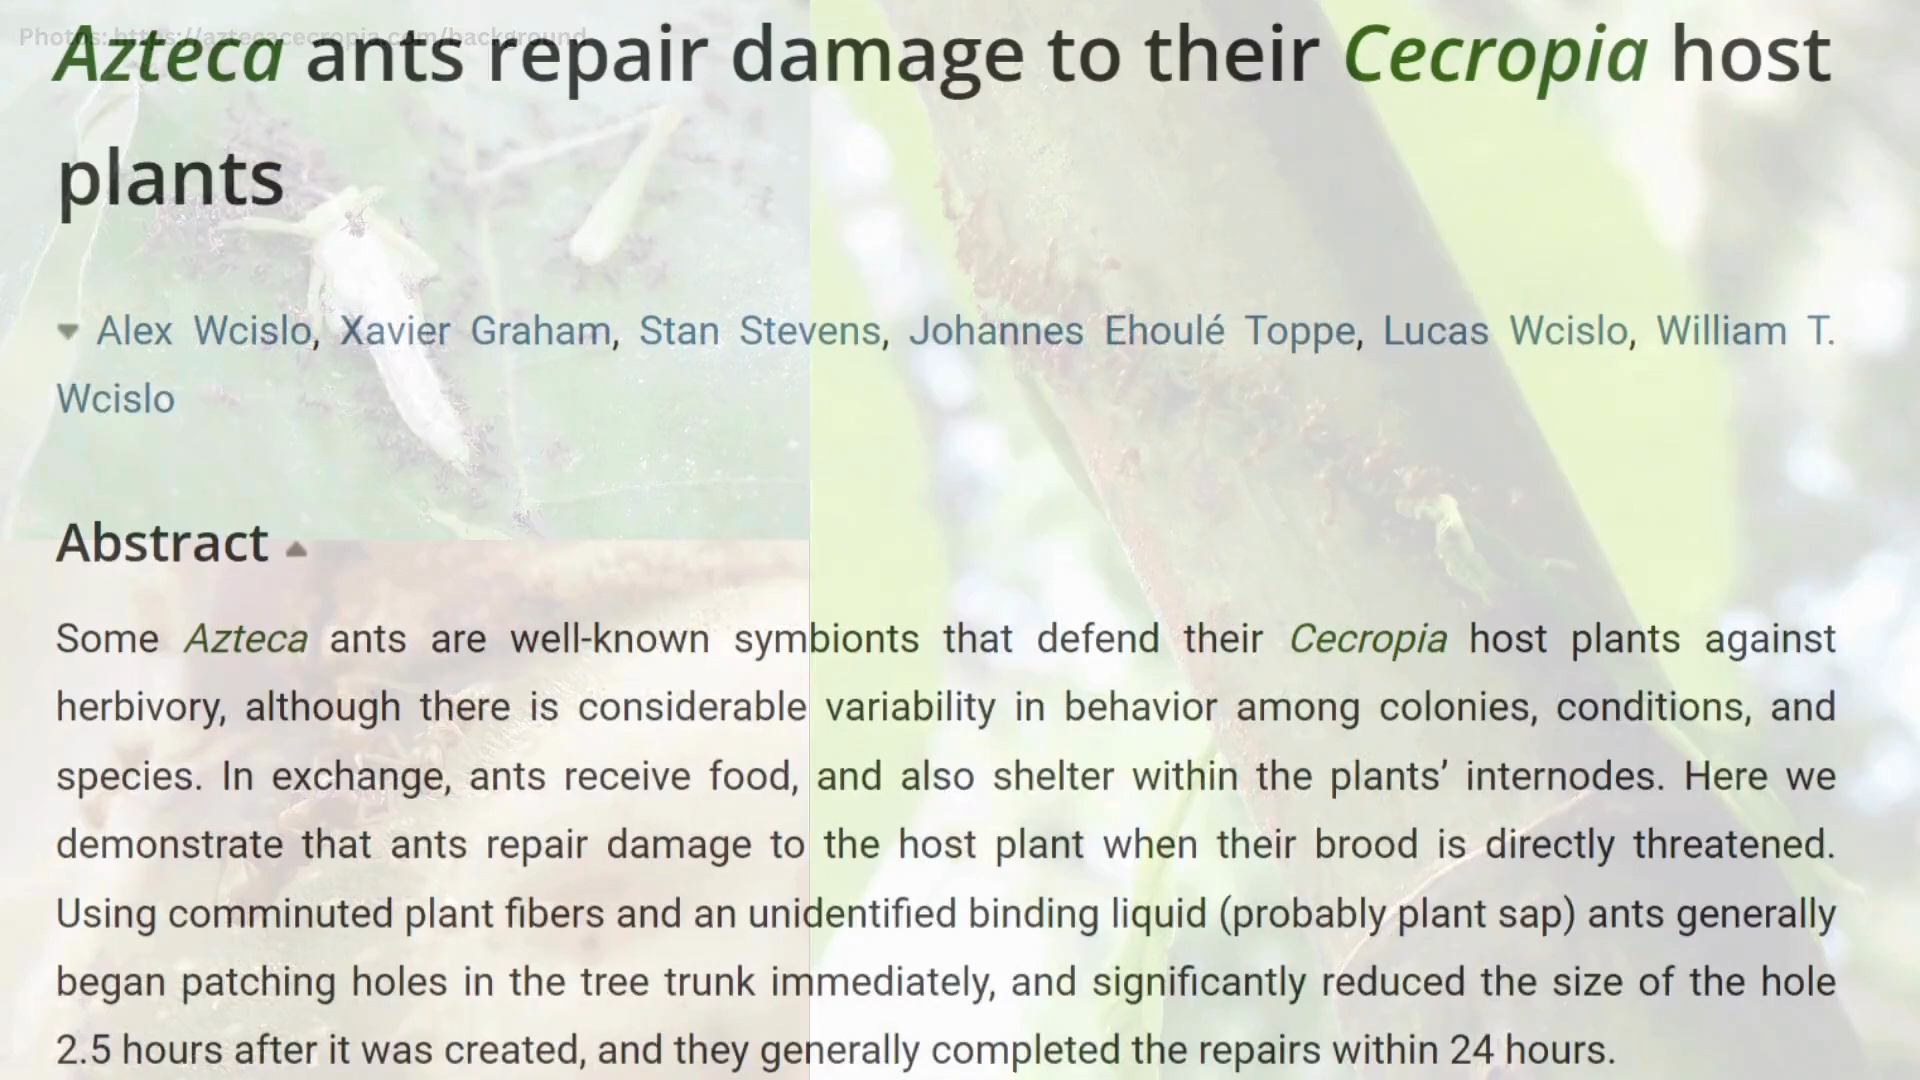 Photos: https://aztecacecropia.com/background
Azteca ants repair damage to their Cecropia host
plants
Alex Wcislo, Xavier Graham, Stan Stevens, Johannes Ehoulé Toppe, Lucas Wcislo, William T.
Wcislo
Abstract
Some Azteca ants are well-known symbionts that defend their Cecropia host plants against
herbivory, although there is considerable variability in behavior among colonies, conditions, and
species. In exchange, ants receive food, and also shelter within the plants’ internodes. Here we
demonstrate that ants repair damage to the host plant when their brood is directly threatened.
Using comminuted plant fibers and an unidentified binding liquid (probably plant sap) ants generally
began patching holes in the tree trunk immediately, and significantly reduced the size of the hole
2.5 hours after it was created, and they generally completed the repairs within 24 hours.